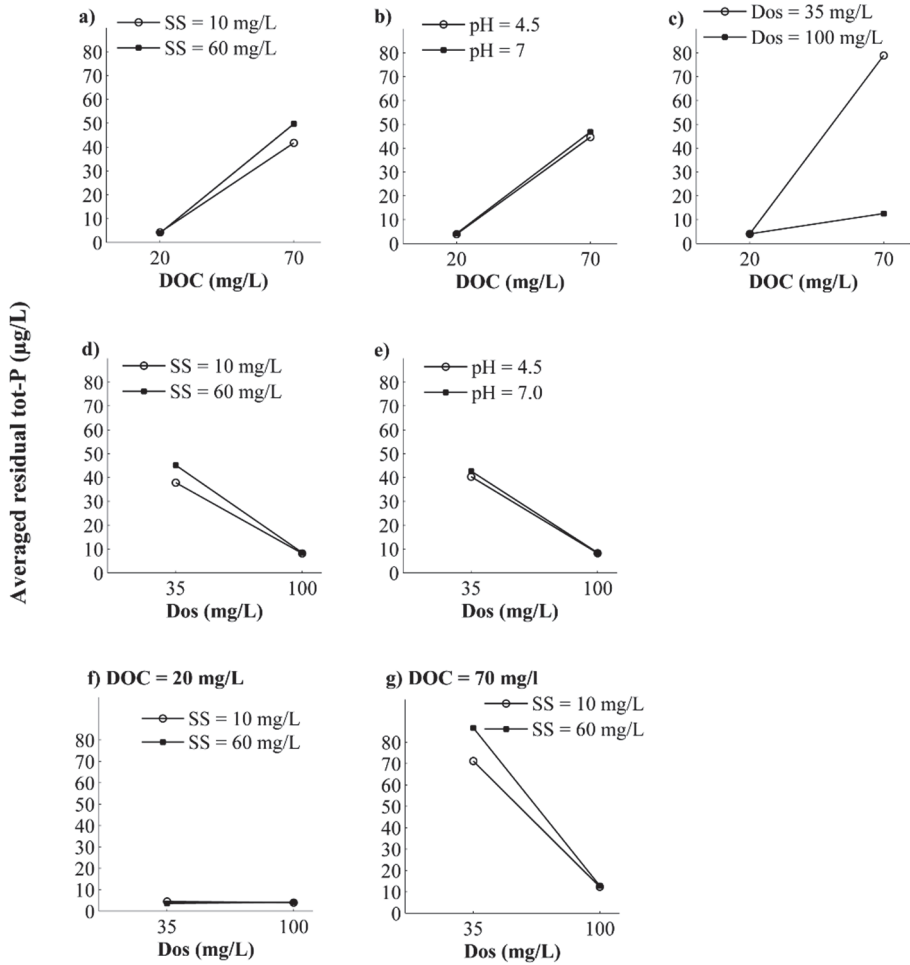 a)
SS = 10 mg/L
SS = 60 mg/L
80
70
60
50
40
30
20
10
0
20
70
DOC (mg/L)
b)
pH = 4.5
pH = 7
80
70
60
50
40
30
20
10
0
20
70
DOC (mg/L)
c)
Dos = 35 mg/L
Dos = 100 mg/L
80
70
60
50
40
30
20
10
0
20
70
DOC (mg/L)
Averaged residual tot-P (µg/L)
d)
SS = 10 mg/L
SS = 60 mg/L
80
70
60
50
40
30
20
10
0
35
100
Dos (mg/L)
e)
pH = 4.5
pH = 7.0
80
70
60
50
40
30
20
10
0
35
100
Dos (mg/L)
f) DOC = 20 mg/L
SS = 10 mg/L
SS = 60 mg/L
80
70
60
50
40
30
20
10
0
35
100
Dos (mg/L)
g) DOC = 70 mg/l
SS = 10 mg/L
SS = 60 mg/L
80
70
60
50
40
30
20
10
0
35
100
Dos (mg/L)